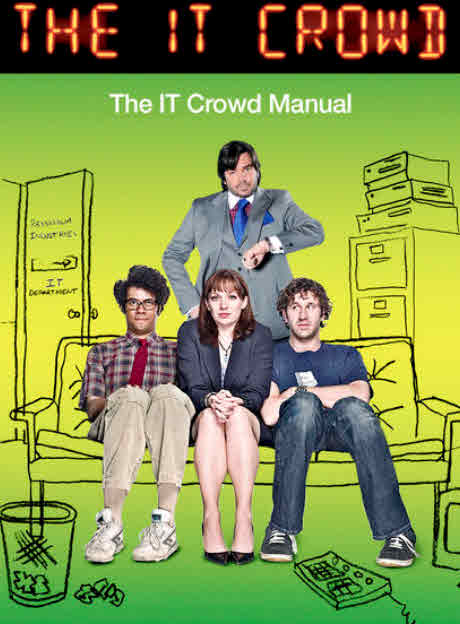 THE IT CROWD
The IT Crowd Manual
REYNHOLM
INDUSTRIES
IT
DEPARTMENT